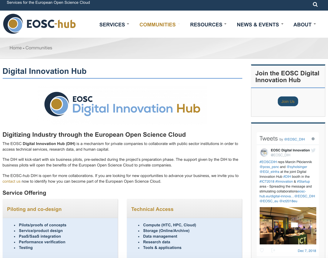 Services for the European Open Science Cloud
EOSC-hub
SERVICES COMMUNITIES RESOURCES NEWS & EVENTS ABOUT
Home › Communities
Digital Innovation Hub
EOSC
Digital Innovation Hub
Digitizing Industry through the European Open Science Cloud
The EOSC Digital Innovation Hub (DIH) is a mechanism for private companies to collaborate with public sector institutions in order to
access technical services, research data, and human capital.
The DIH will kick-start with six business pilots, pre-selected during the project's preparation phase. The support given by the DIH to the
business pilots will open the benefits of the European Open Science Cloud to private companies.
The EOSC hub DIH is open for more collaborations. If you are looking for new opportunities to advance your business, we invite you to
contact us now to identify how you can become part of the European Open Science Cloud.
Service Offering
Piloting and co-design
Pilots/proofs of concepts
Service/product design
PaaS/SaaS integration
Performance verification
Testing
Technical Access
Compute (HTC, HPC, Cloud)
Storage (Online/Archive)
Data management
Research data
Tools & applications
Join the EOSC Digital
Innovation Hub
Join Us
Tweets by @EOSC_DIH
EOSC Digital Innovation
@EOSC_DIH
Dec 7, 2018